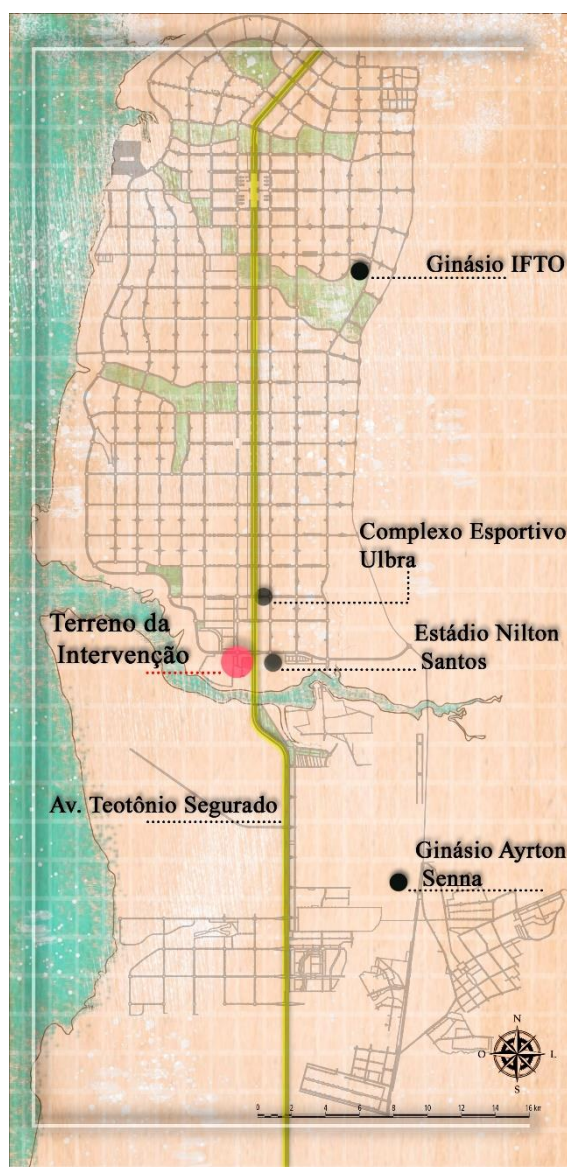 Ginásio IFTO
Complexo Esportivo
Ulbra
Terreno da
Intervenção
Estádio Nilton
Santos
Av. Teotônio Segurado
Ginásio Ayrton
Senna
N
O L
S
0 2 4 6 8 10 12 14 16 km